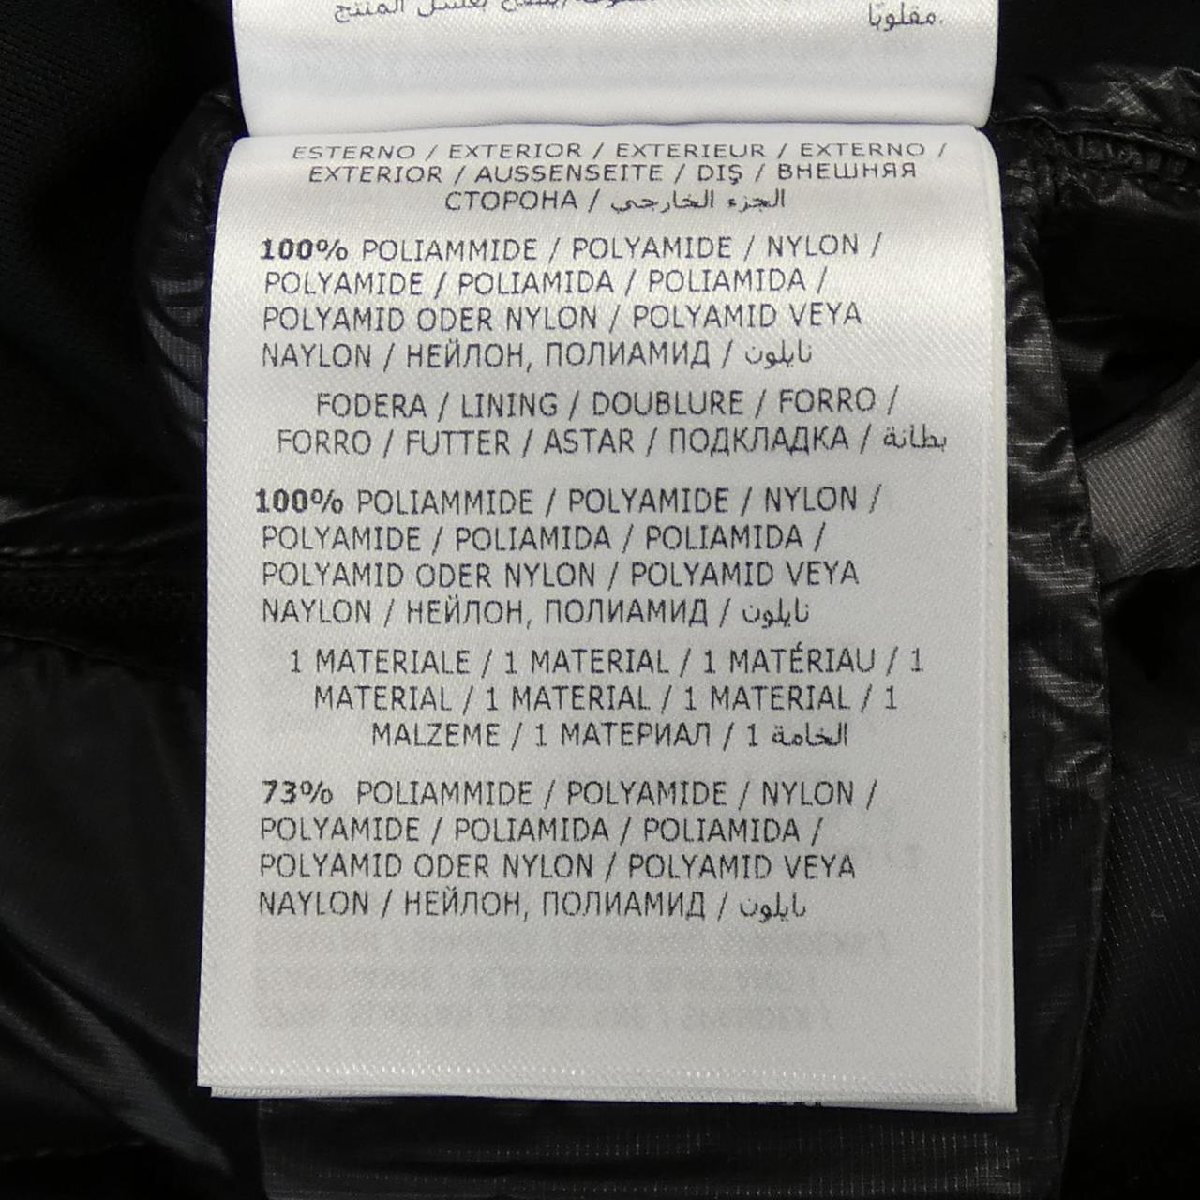 المنتج
مقلوبًا.
ESTERNO / EXTERIOR / EXTERIEUR / EXTERNO /
EXTERIOR / AUSSENSEITE / DIŞ / ВНЕШНЯЯ
СТОРОНА / الجزء الخارجي
100% POLIAMMIDE / POLYAMIDE / NYLON /
POLYAMIDE / POLIAMIDA / POLIAMIDA /
POLYAMID ODER NYLON / POLYAMID VEYA
NAYLON / НЕЙЛОН, ПОЛИАМИД / نايلون
FODERA / LINING / DOUBLURE / FORRO /
FORRO / FUTTER / ASTAR / ПОДКЛАДКА / بطانة
100% POLIAMMIDE / POLYAMIDE / NYLON /
POLYAMIDE / POLIAMIDA / POLIAMIDA /
POLYAMID ODER NYLON / POLYAMID VEYA
NAYLON / НЕЙЛОН, ПОЛИАМИД / نايلون
1 MATERIALE / 1 MATERIAL / 1 MATÉRIAU / 1
MATERIAL / 1 MATERIAL / 1 MATERIAL / 1
MALZEME / 1 МАТЕРИАЛ / 1 الخامة
73% POLIAMMIDE / POLYAMIDE / NYLON /
POLYAMIDE / POLIAMIDA / POLIAMIDA /
POLYAMID ODER NYLON / POLYAMID VEYA
NAYLON / НЕЙЛОН, ПОЛИАМИД / نايلون